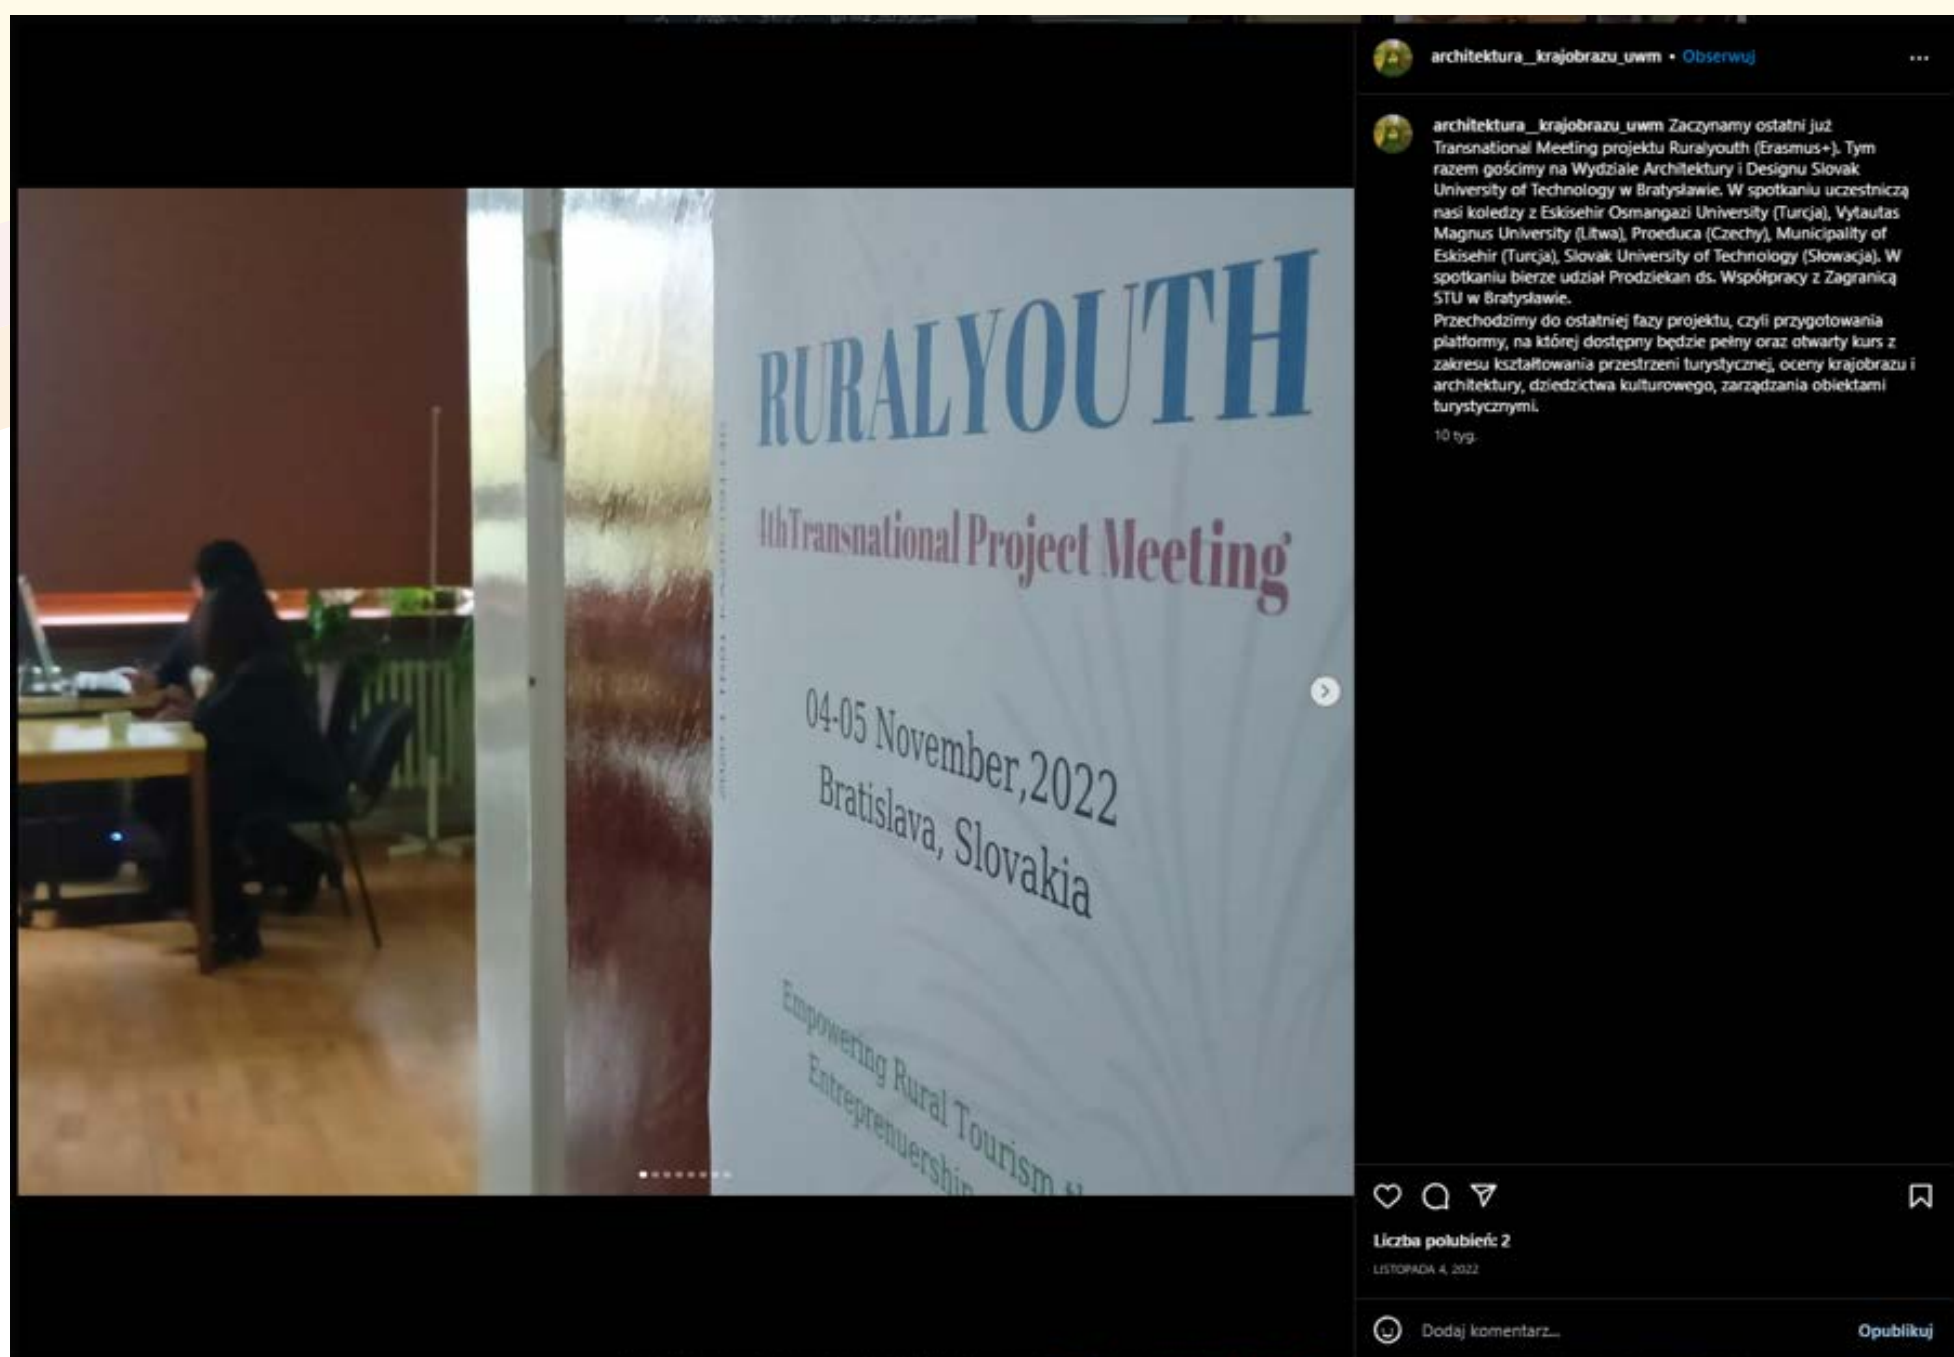 RURALYOUTH
4thTransnational Project Meeting
04-05 November,2022
Bratislava, Slovakia
Empowering Rural Tourism
Entreprenuership
architektura__krajobrazu_uwm • Obserwuj
architektura__krajobrazu_uwm Zaczynamy ostatni już
Transnational Meeting projektu Ruralyouth (Erasmus+). Tym
razem gościmy na Wydziale Architektury i Designu Slovak
University of Technology w Bratysławie. W spotkaniu uczestniczą
nasi koledzy z Eskisehir Osmangazi University (Turcja), Vytautas
Magnus University (Litwa), Proeduca (Czechy), Municipality of
Eskisehir (Turcja), Slovak University of Technology (Słowacja). W
spotkaniu bierze udział Prodziekan ds. Współpracy z Zagranicą
STU w Bratysławie.
Przechodzimy do ostatniej fazy projektu, czyli przygotowania
platformy, na której dostępny będzie pełny oraz otwarty kurs z
zakresu kształtowania przestrzeni turystycznej, oceny krajobrazu i
architektury, dziedzictwa kulturowego, zarządzania obiektami
turystycznymi.
10 tyg.
Liczba polubień: 2
LISTOPADA 4, 2022
Dodaj komentarz...
Opublikuj